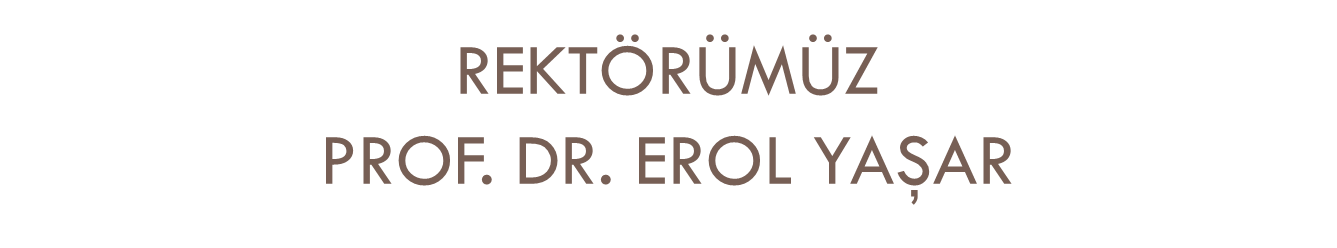 REKTÖRÜMÜZ
PROF. DR. EROL YAŞAR